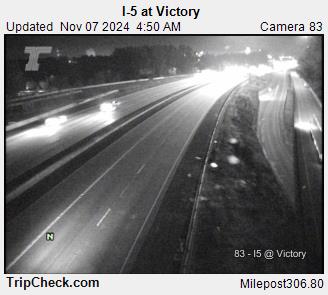 I-5 at Victory
Updated Nov 07 2024 4:50 AM Camera 83
T
N
83 - I5 @ Victory
TripCheck.com Milepost306.80